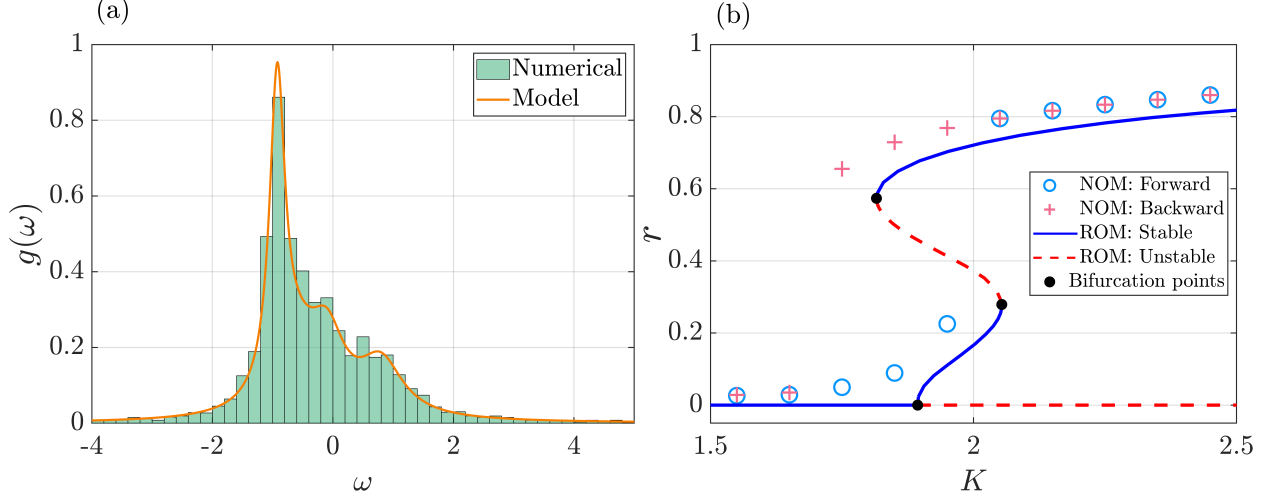 (a)
1
0.8
0.6
0.4
0.2
0
g(ω)
-4 -2 0 2 4
ω
Numerical
Model
(b)
1
0.8
0.6
0.4
0.2
0
r
1.5 2 2.5
K
NOM: Forward
NOM: Backward
ROM: Stable
ROM: Unstable
Bifurcation points